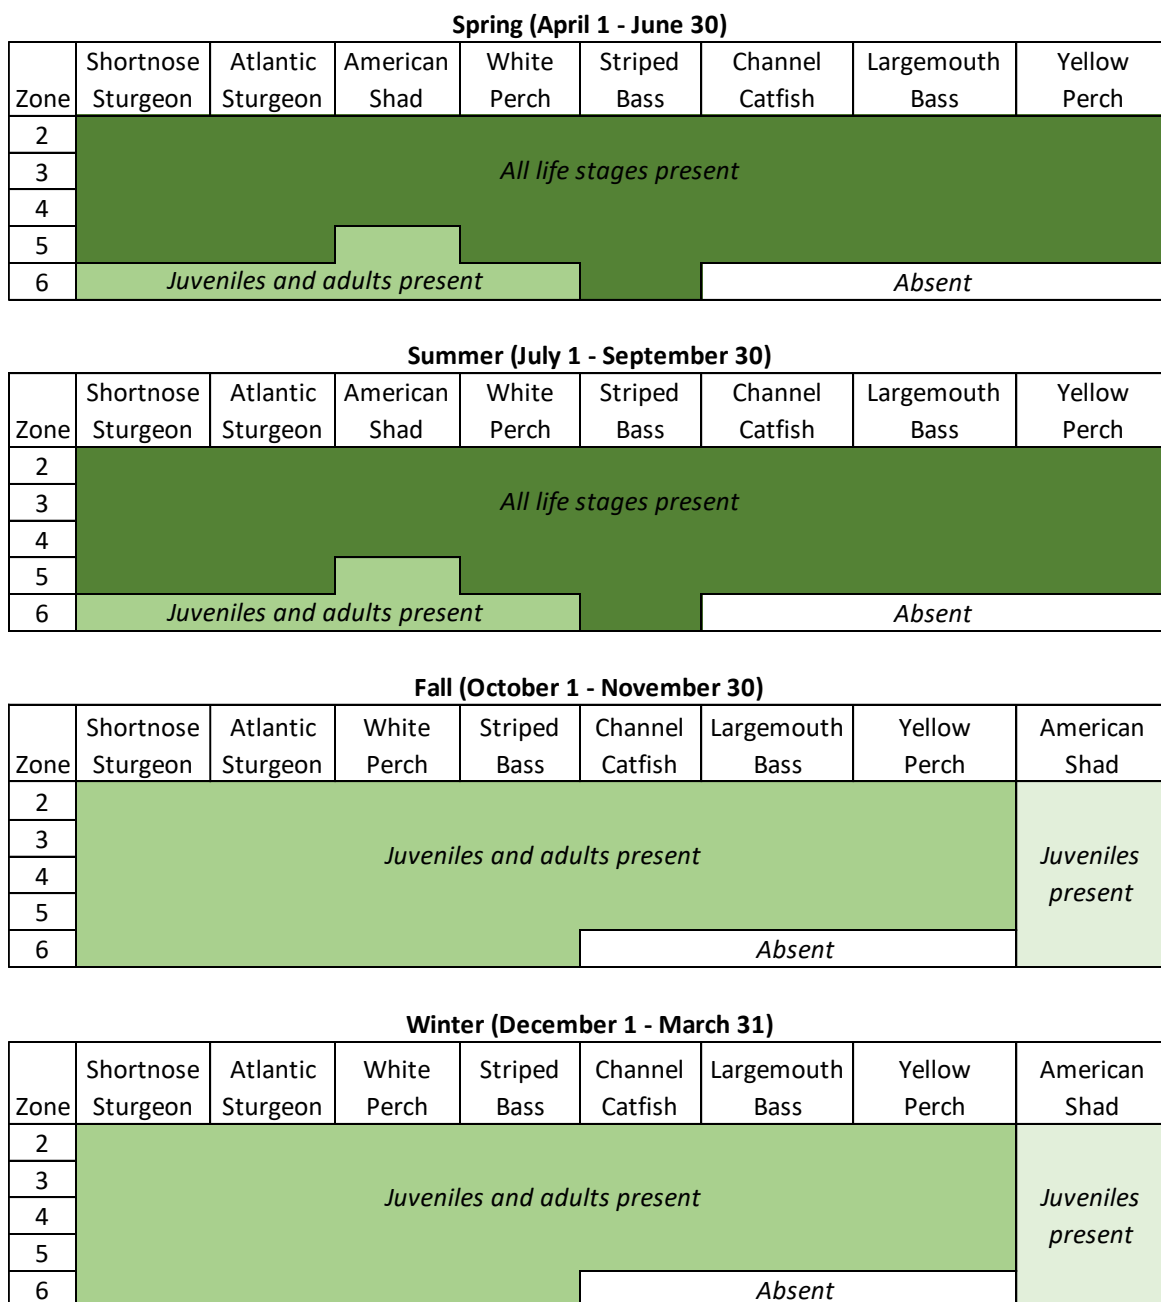 Spring (April 1 - June 30)
Zone Shortnose Sturgeon Atlantic Sturgeon American Shad White Perch Striped Bass Channel Catfish Largemouth Bass Yellow Perch
2
3 All life stages present
4
5
6 Juveniles and adults present Absent
Summer (July 1 - September 30)
Zone Shortnose Sturgeon Atlantic Sturgeon American Shad White Perch Striped Bass Channel Catfish Largemouth Bass Yellow Perch
2
3 All life stages present
4
5
6 Juveniles and adults present Absent
Fall (October 1 - November 30)
Zone Shortnose Sturgeon Atlantic Sturgeon White Perch Striped Bass Channel Catfish Largemouth Bass Yellow Perch American Shad
2
3
Juveniles and adults present Juveniles present
4
5
6 Absent
Winter (December 1 - March 31)
Zone Shortnose Sturgeon Atlantic Sturgeon White Perch Striped Bass Channel Catfish Largemouth Bass Yellow Perch American Shad
2
3
Juveniles and adults present Juveniles present
4
5
6 Absent